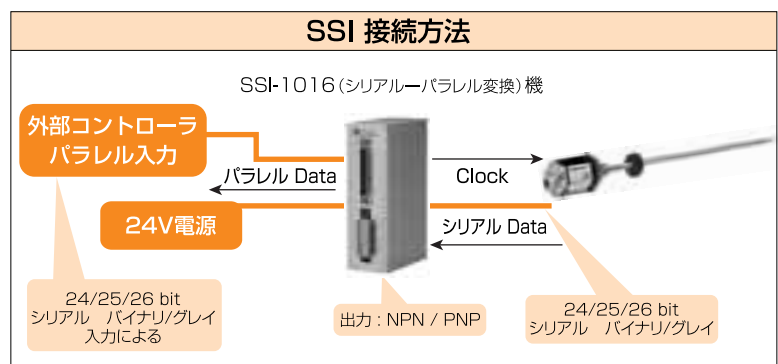 SSI 接続方法
SSI-1016(シリアルーパラレル変換)機
外部コントローラ
パラレル入力
パラレル Data
Clock
24V電源
シリアル Data
24/25/26 bit
シリアル バイナリ/グレイ
入力による
出力 : NPN / PNP
24/25/26 bit
シリアル バイナリ/グレイ